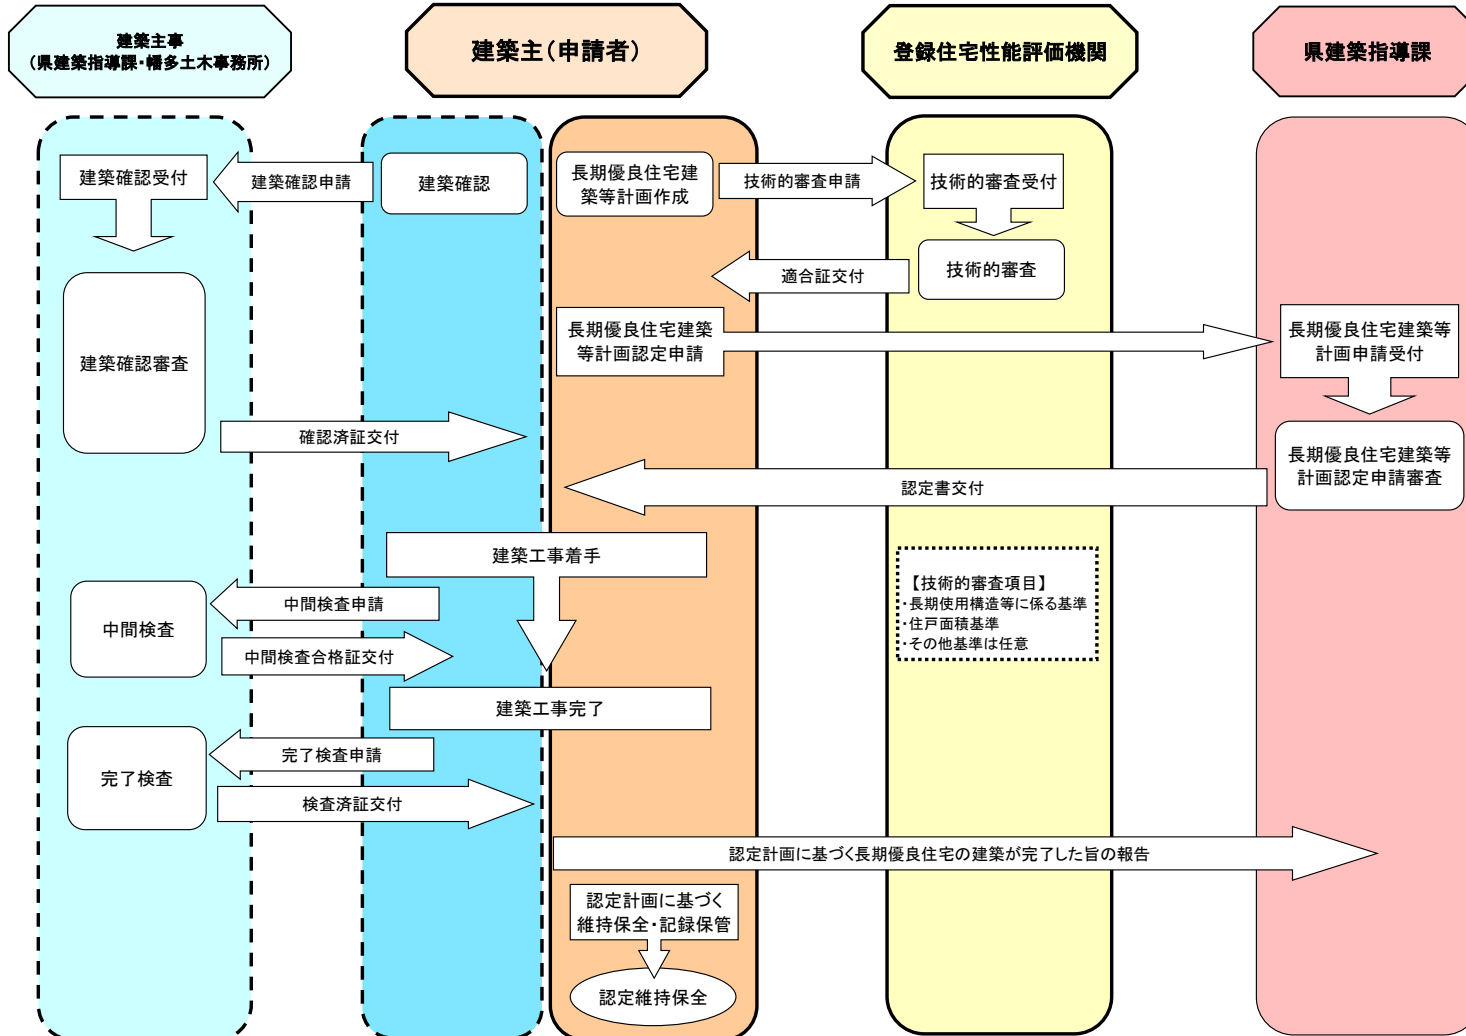 建築主事
(県建築指導課・幡多土木事務所)
建築主(申請者)
登録住宅性能評価機関
県建築指導課
建築確認受付
建築確認申請
建築確認
長期優良住宅建
築等計画作成
技術的審査申請
技術的審査受付
適合証交付
技術的審査
建築確認審査
長期優良住宅建築
等計画認定申請
長期優良住宅建築等
計画申請受付
確認済証交付
長期優良住宅建築等
計画認定申請審査
認定書交付
建築工事着手
【技術的審査項目】
・長期使用構造等に係る基準
・住戸面積基準
・その他基準は任意
中間検査申請
中間検査
中間検査合格証交付
建築工事完了
完了検査申請
完了検査
検査済証交付
認定計画に基づく長期優良住宅の建築が完了した旨の報告
認定計画に基づく
維持保全・記録保管
認定維持保全